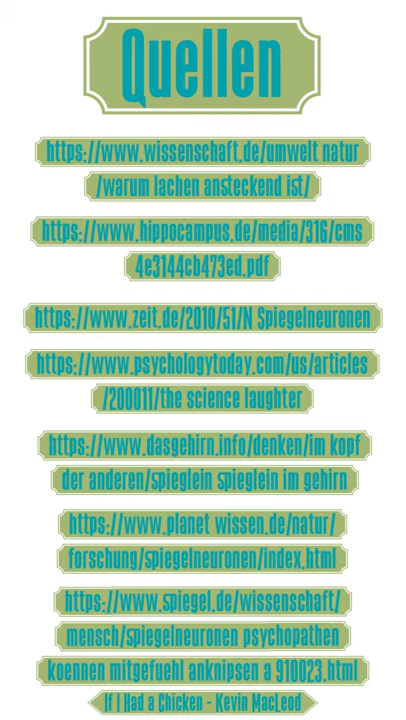 Quellen
https://www.wissenschaft.de/umwelt natur
/warum lachen ansteckend ist/
https://www.hippocampus.de/media/316/cms
4e3144cb473ed.pdf
https://www.zeit.de/2010/51/N Spiegelneuronen
https://www.psychologytoday.com/us/articles
/200011/the science laughter
https://www.dasgehirn.info/denken/im kopf
der anderen/spieglein spieglein im gehirn
https://www.planet wissen.de/natur/
forschung/spiegelneuronen/index.html
https://www.spiegel.de/wissenschaft/
mensch/spiegelneuronen psychopathen
koennen mitgefuehl anknipsen a 910023.html
If I Had a Chicken - Kevin MacLeod